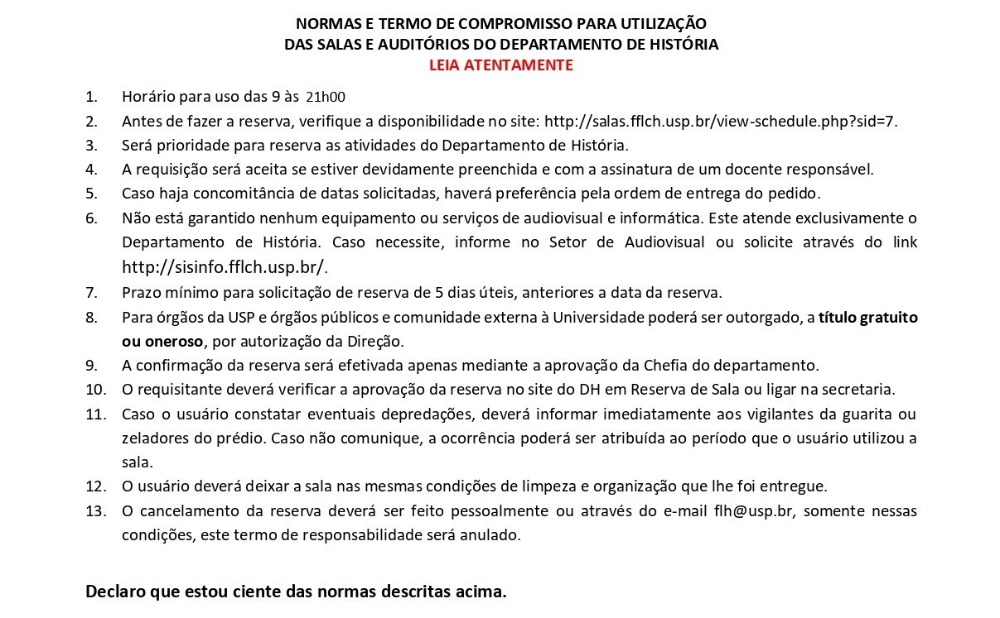 NORMAS E TERMO DE COMPROMISSO PARA UTILIZAÇÃO
DAS SALAS E AUDITÓRIOS DO DEPARTAMENTO DE HISTÓRIA
LEIA ATENTAMENTE
1. Horário para uso das 9 às 21h00
2. Antes de fazer a reserva, verifique a disponibilidade no site: http://salas.fflch.usp.br/view-schedule.php?sid=7.
3. Será prioridade para reserva as atividades do Departamento de História.
4. A requisição será aceita se estiver devidamente preenchida e com a assinatura de um docente responsável.
5. Caso haja concomitância de datas solicitadas, haverá preferência pela ordem de entrega do pedido.
6. Não está garantido nenhum equipamento ou serviços de audiovisual e informática. Este atende exclusivamente o
Departamento de História. Caso necessite, informe no Setor de Audiovisual ou solicite através do link
http://sisinfo.fflch.usp.br/.
7. Prazo mínimo para solicitação de reserva de 5 dias úteis, anteriores a data da reserva.
8. Para órgãos da USP e órgãos públicos e comunidade externa à Universidade poderá ser outorgado, a título gratuito
ou oneroso, por autorização da Direção.
9. A confirmação da reserva será efetivada apenas mediante a aprovação da Chefia do departamento.
10. O requisitante deverá verificar a aprovação da reserva no site do DH em Reserva de Sala ou ligar na secretaria.
11. Caso o usuário constatar eventuais depredações, deverá informar imediatamente aos vigilantes da guarita ou
zeladores do prédio. Caso não comunique, a ocorrência poderá ser atribuída ao período que o usuário utilizou a
sala.
12. O usuário deverá deixar a sala nas mesmas condições de limpeza e organização que lhe foi entregue.
13. O cancelamento da reserva deverá ser feito pessoalmente ou através do e-mail flh@usp.br, somente nessas
condições, este termo de responsabilidade será anulado.
Declaro que estou ciente das normas descritas acima.